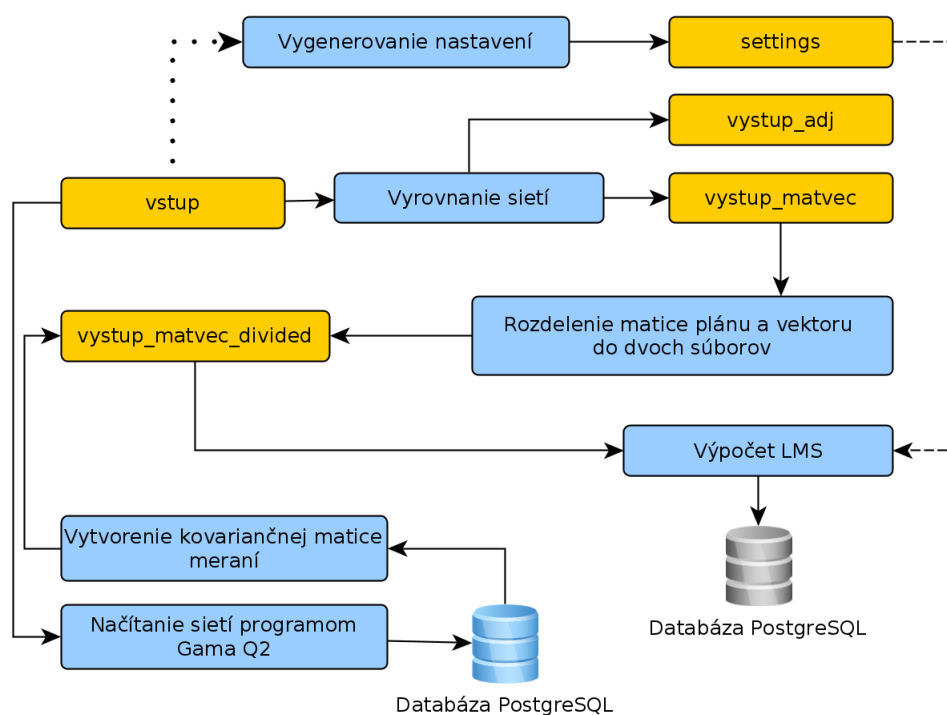 Vygenerovanie nastavení
settings
vystup_adj
vstup
Vyrovnanie sietí
vystup_matvec
vystup_matvec_divided
Rozdelenie matice plánu a vektoru
do dvoch súborov
Výpočet LMS
Vytvorenie kovariančnej matice
meraní
Načítanie sietí programom
Gama Q2
Databáza PostgreSQL
Databáza PostgreSQL